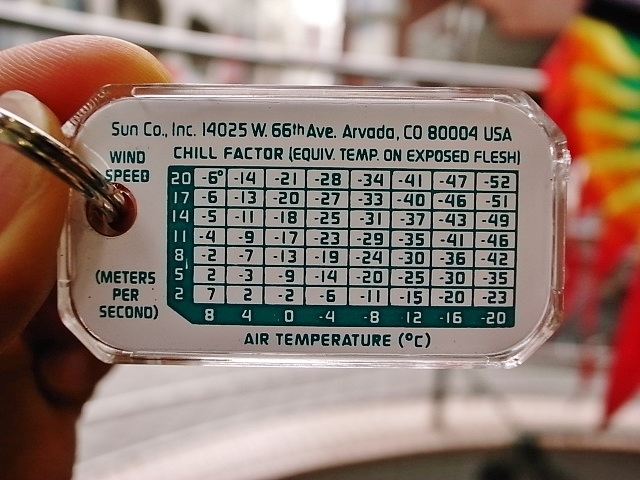 Sun Co., Inc. 14025 W. 66th Ave. Arvada, CO 80004 USA
WIND SPEED
CHILL FACTOR (EQUIV. TEMP. ON EXPOSED FLESH)
20 -6° -14 -21 -28 -34 -41 -47 -52
17 -6 -13 -20 -27 -33 -40 -46 -51
14 -5 -11 -18 -25 -31 -37 -43 -49
11 -4 -9 -17 -23 -29 -35 -41 -46
8 -2 -7 -13 -19 -24 -30 -36 -42
5 2 -3 -9 -14 -20 -25 -30 -35
2 7 2 -2 -6 -11 -15 -20 -23
8 4 0 -4 -8 12 -16 -20
(METERS PER SECOND)
AIR TEMPERATURE (°C)